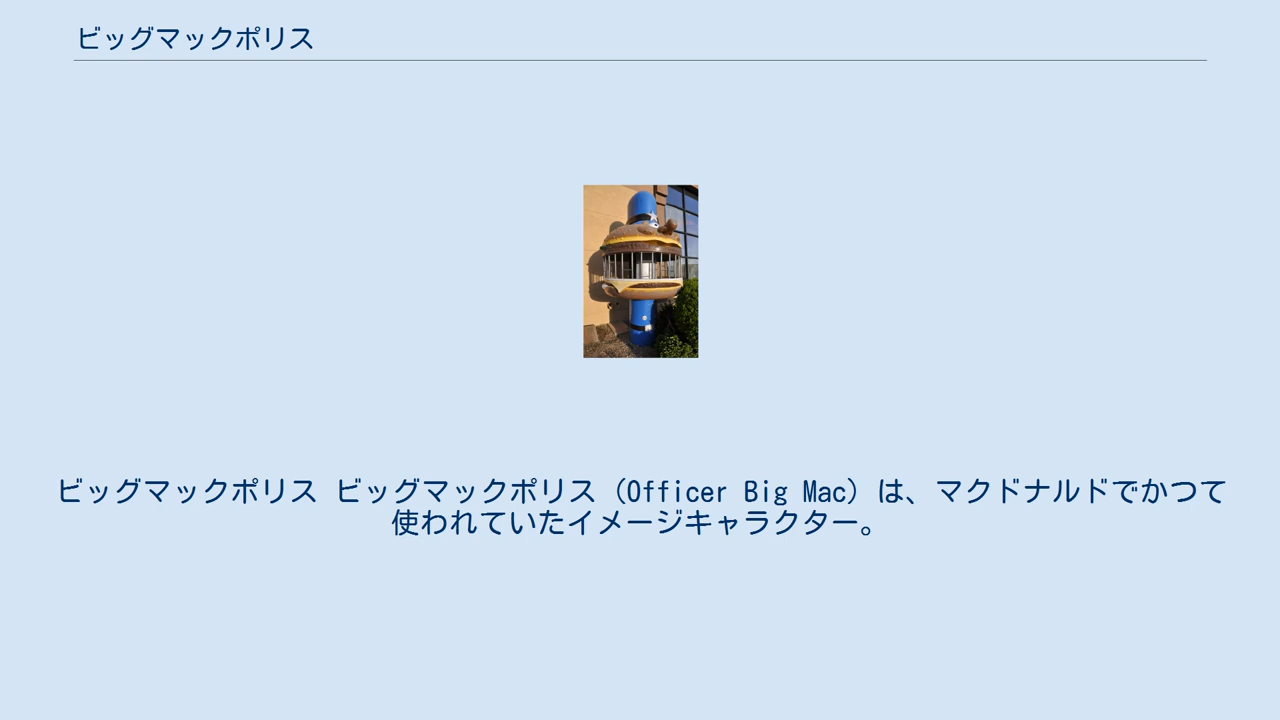 ビッグマックポリス
ビッグマックポリス ビッグマックポリス (Officer Big Mac) は、マクドナルドでかつて
使われていたイメージキャラクター。